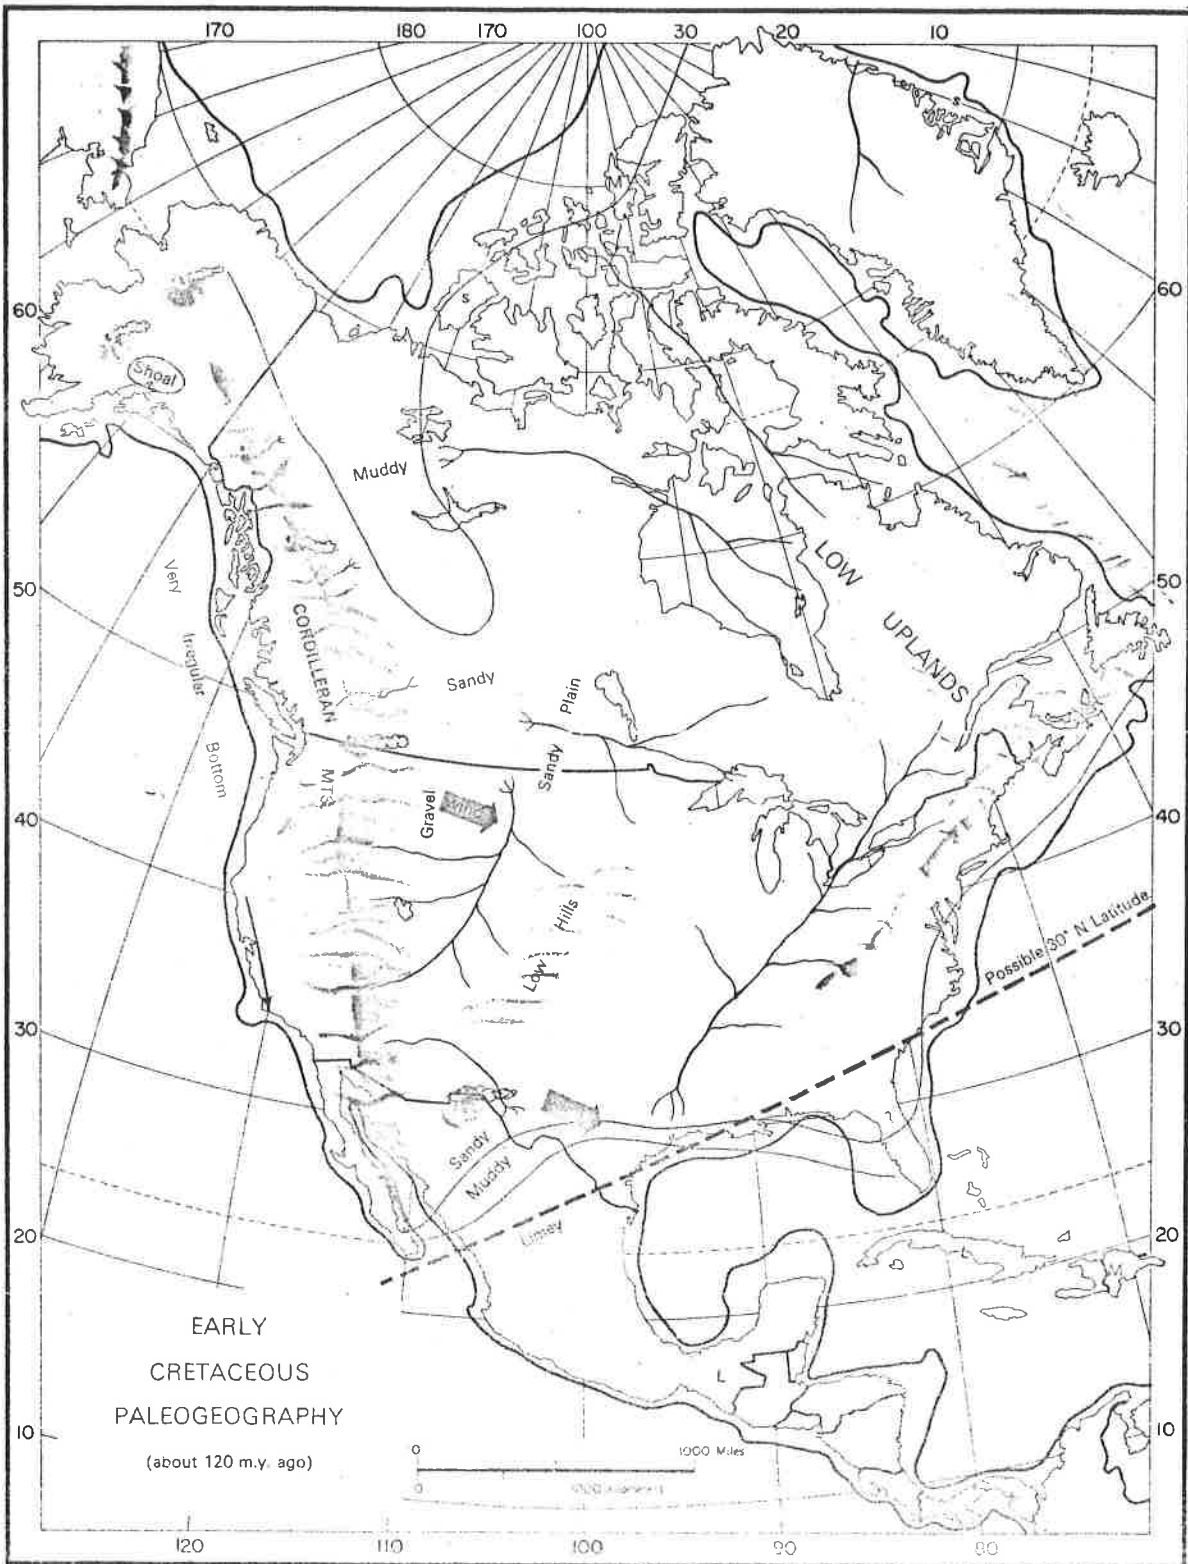 170 180 170 100 30 20 10
60
60
Shoal
M
S
S
Muddy
LOW
UPLANDS
50
50
Very
Irregular
Bottom
CORDILLERAN
MTS
Sandy
Plain
Sandy
Gravel
40
40
Low Hills
Possible 30° N Latitude
30
30
?
Sandy
Muddy
Limey
20
20
M
L
EARLY
CRETACEOUS
PALEOGEOGRAPHY
(about 120 m.y. ago)
10
10
0 1000 Miles
0
120 110 100 90 80